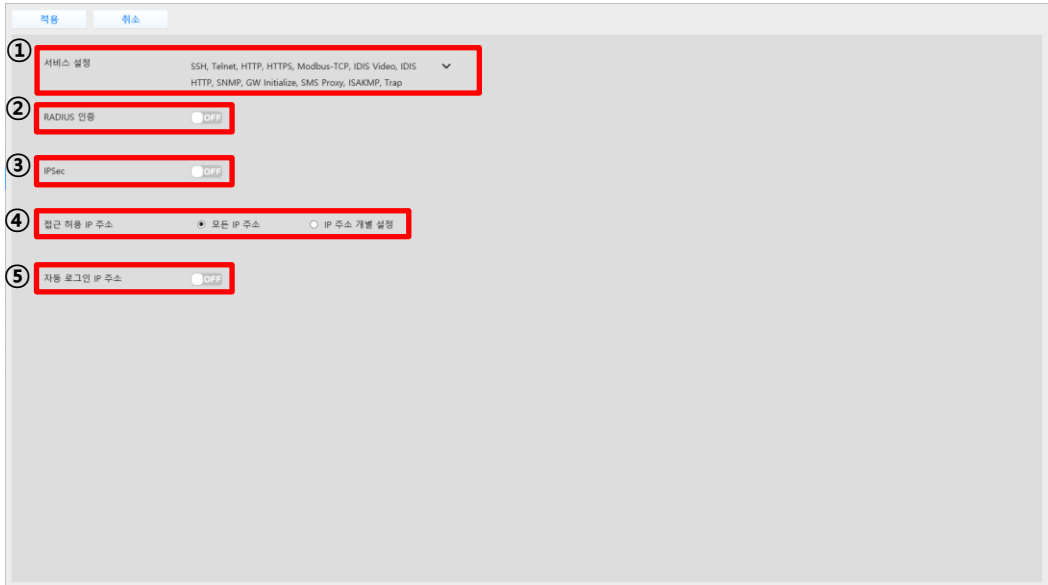 적용 취소
①
서비스 설정 SSH, Telnet, HTTP, HTTPS, Modbus-TCP, IDIS Video, IDIS
HTTP, SNMP, GW Initialize, SMS Proxy, ISAKMP, Trap
②
RADIUS 인증 OFF
③
IPSec OFF
④
접근 허용 IP 주소 모든 IP 주소 IP 주소 개별 설정
⑤
자동 로그인 IP 주소 OFF